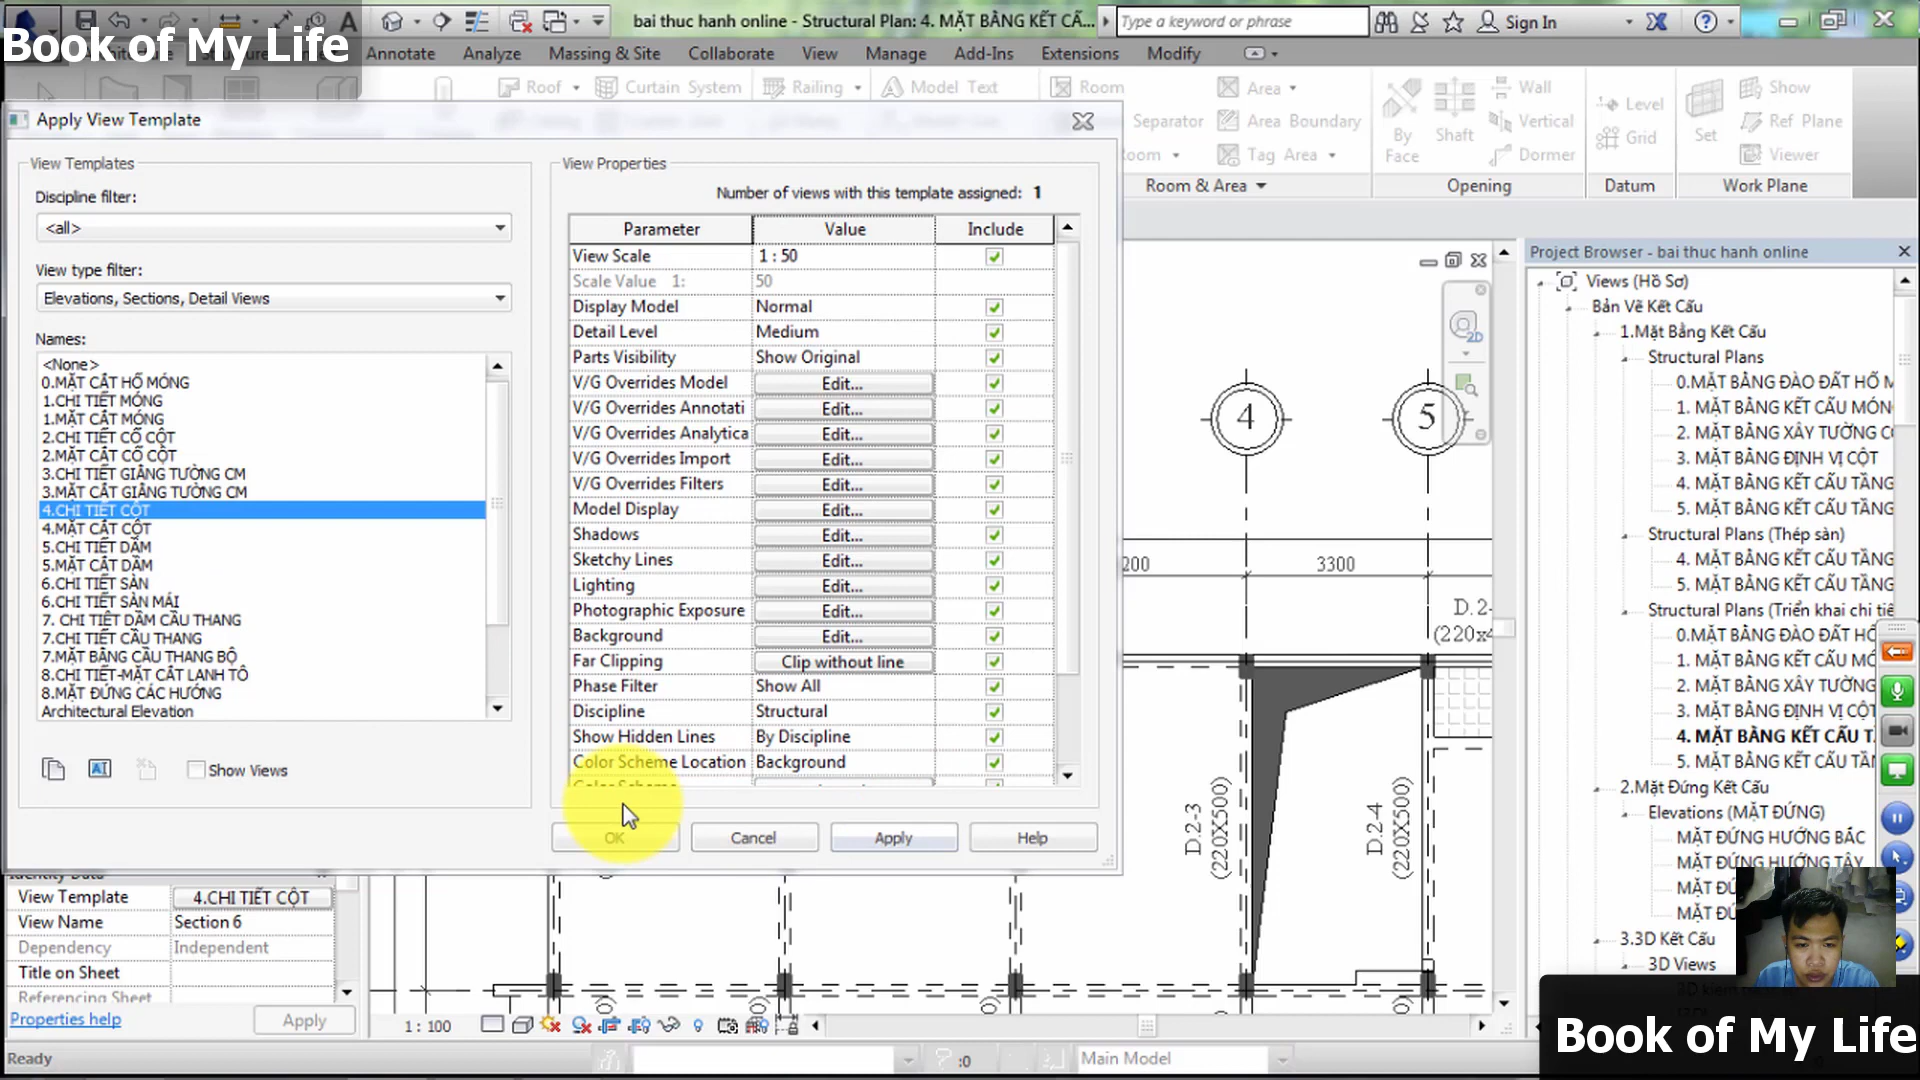 bai thuc hanh online - Structural Plan: 4. MẶT BẰNG KẾT CẤ...
Type a keyword or phrase
Sign In
Book of My Life
Annotate
Analyze
Massing & Site
Collaborate
View
Manage
Add-Ins
Extensions
Modify
Roof
Curtain System
Railing
Model Text
Room
Area
Wall
Level
Show
Separator
Area Boundary
By
Face
Shaft
Vertical
Grid
Set
Ref Plane
Room
Tag Area
Dormer
Viewer
Room & Area
Opening
Datum
Work Plane
Apply View Template
View Templates
Discipline filter:
<all>
View type filter:
Elevations, Sections, Detail Views
Names:
<None>
0.MẶT CẮT HỐ MÓNG
1.CHI TIẾT MÓNG
1.MẶT CẮT MÓNG
2.CHI TIẾT CỔ CỘT
2.MẶT CẮT CỔ CỘT
3.CHI TIẾT GIẰNG TƯỜNG CM
3.MẶT CẮT GIẰNG TƯỜNG CM
4.CHI TIẾT CỘT
4.MẶT CẮT CỘT
5.CHI TIẾT DẦM
5.MẶT CẮT DẦM
6.CHI TIẾT SÀN
6.CHI TIẾT SÀN MÁI
7. CHI TIẾT DẦM CẦU THANG
7.CHI TIẾT CẦU THANG
7.MẶT BẰNG CẦU THANG BỘ
8.CHI TIẾT-MẶT CẮT LANH TÔ
8.MẶT ĐỨNG CÁC HƯỚNG
Architectural Elevation
Show Views
View Properties
Number of views with this template assigned: 1
Parameter Value Include
View Scale 1 : 50
Scale Value 1: 50
Display Model Normal
Detail Level Medium
Parts Visibility Show Original
V/G Overrides Model Edit...
V/G Overrides Annotati Edit...
V/G Overrides Analytica Edit...
V/G Overrides Import Edit...
V/G Overrides Filters Edit...
Model Display Edit...
Shadows Edit...
Sketchy Lines Edit...
Lighting Edit...
Photographic Exposure Edit...
Background Edit...
Far Clipping Clip without line
Phase Filter Show All
Discipline Structural
Show Hidden Lines By Discipline
Color Scheme Location Background
Color Scheme
OK
Cancel
Apply
Help
Identity Data
View Template 4.CHI TIẾT CỘT
View Name Section 6
Dependency Independent
Title on Sheet
Referencing Sheet
Properties help
Apply
4
5
200
3300
D.2-
(220x4
D.2-3
(220X500)
D.2-4
(220X500)
1 : 100
Ready
:0
Main Model
Project Browser - bai thuc hanh online
Views (Hồ Sơ)
Bản Vẽ Kết Cấu
1.Mặt Bằng Kết Cấu
Structural Plans
0.MẶT BẰNG ĐÀO ĐẤT HỐ M
1. MẶT BẰNG KẾT CẤU MÓN
2. MẶT BẰNG XÂY TƯỜNG C
3. MẶT BẰNG ĐỊNH VỊ CỘT
4. MẶT BẰNG KẾT CẤU TẦNG
5. MẶT BẰNG KẾT CẤU TẦNG
Structural Plans (Thép sàn)
4. MẶT BẰNG KẾT CẤU TẦNG
5. MẶT BẰNG KẾT CẤU TẦNG
Structural Plans (Triển khai chi tiê
0.MẶT BẰNG ĐÀO ĐẤT HỐ
1. MẶT BẰNG KẾT CẤU MÓ
2. MẶT BẰNG XÂY TƯỜNG
3. MẶT BẰNG ĐỊNH VỊ CỘT
4. MẶT BẰNG KẾT CẤU T
5. MẶT BẰNG KẾT CẤU TẦ
2.Mặt Đứng Kết Cấu
Elevations (MẶT ĐỨNG)
MẶT ĐỨNG HƯỚNG BẮC
MẶT ĐỨNG HƯỚNG TÂY
MẶT ĐỨ
MẶT ĐỨ
3.3D Kết Cấu
3D Views
Book of My Life